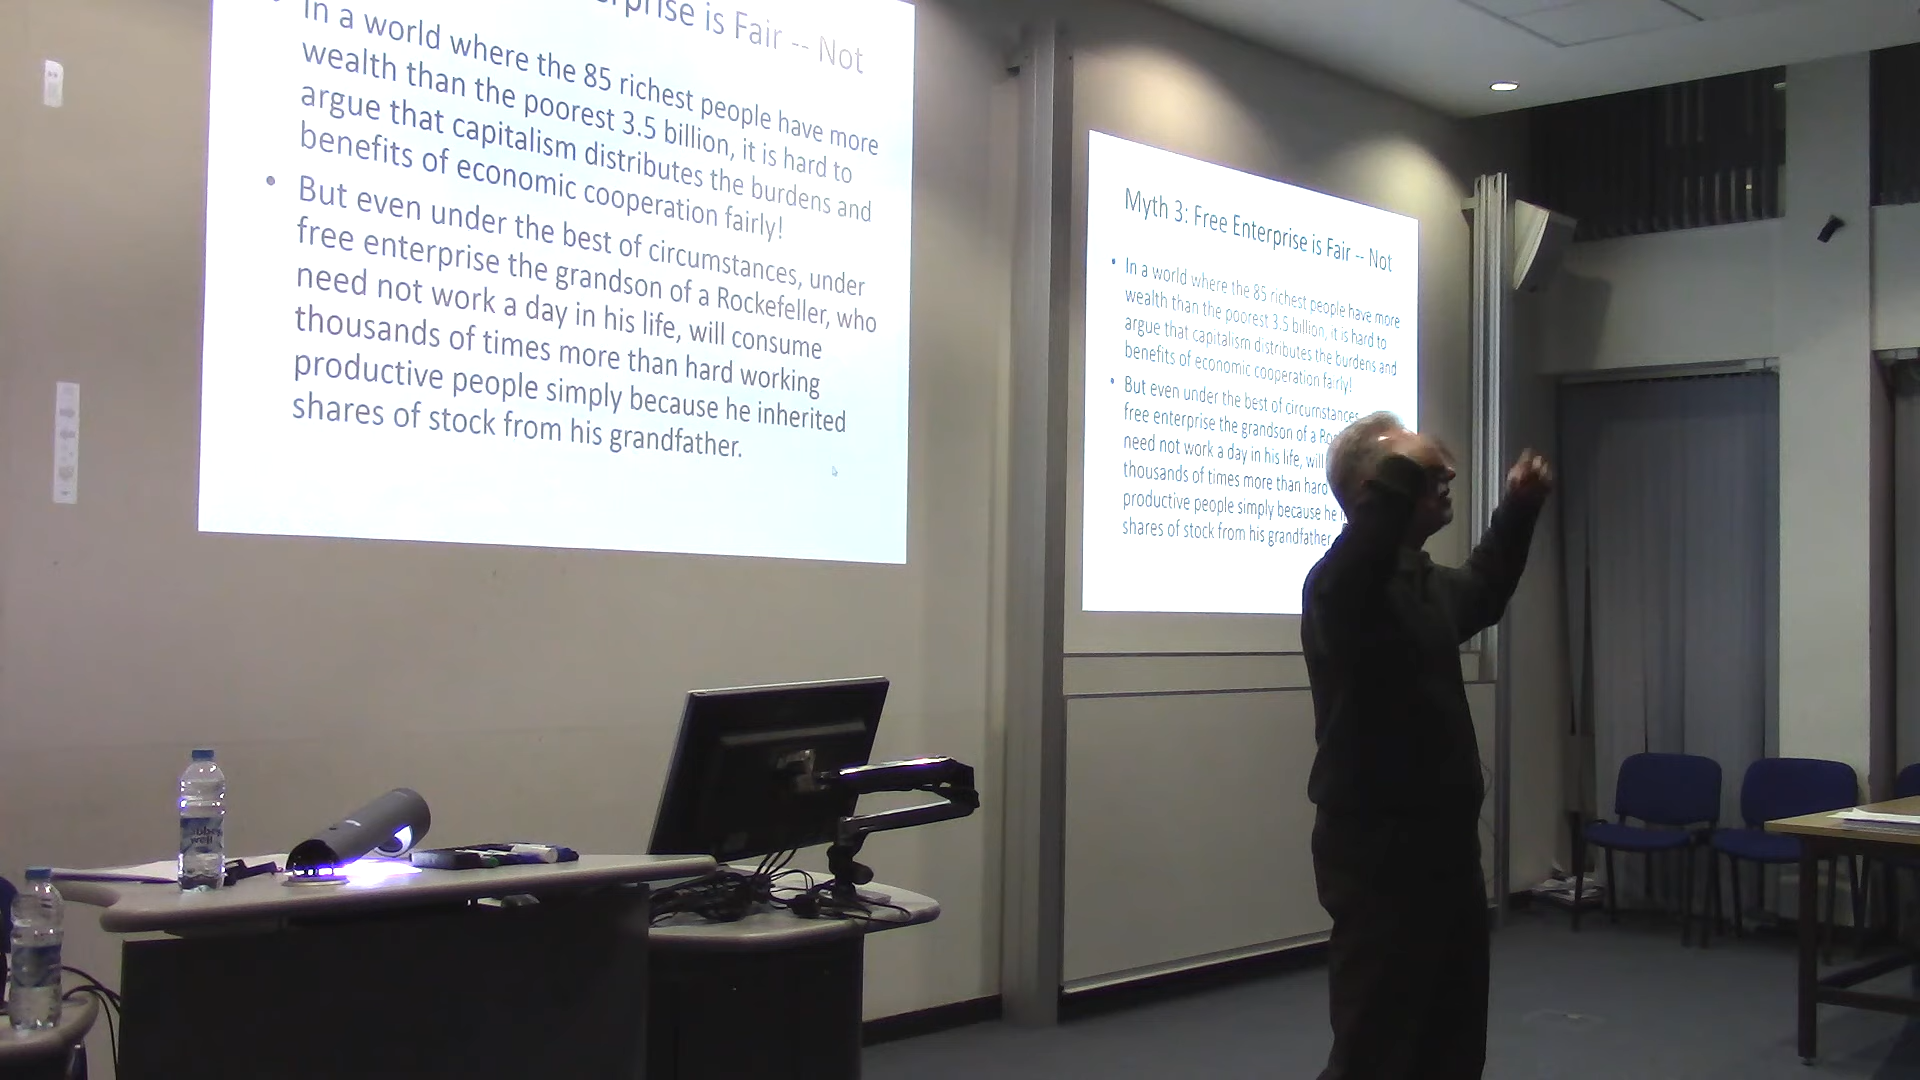 erprise is Fair -- Not
In a world where the 85 richest people have more
wealth than the poorest 3.5 billion, it is hard to
argue that capitalism distributes the burdens and
benefits of economic cooperation fairly!
• But even under the best of circumstances, under
free enterprise the grandson of a Rockefeller, who
need not work a day in his life, will consume
thousands of times more than hard working
productive people simply because he inherited
shares of stock from his grandfather.
Myth 3: Free Enterprise is Fair -- Not
• In a world where the 85 richest people have more
wealth than the poorest 3.5 billion, it is hard to
argue that capitalism distributes the burdens and
benefits of economic cooperation fairly!
• But even under the best of circumstances
free enterprise the grandson of a
need not work a day in his life, will
thousands of times more than
productive people simply because he
shares of stock from his grandfather
well